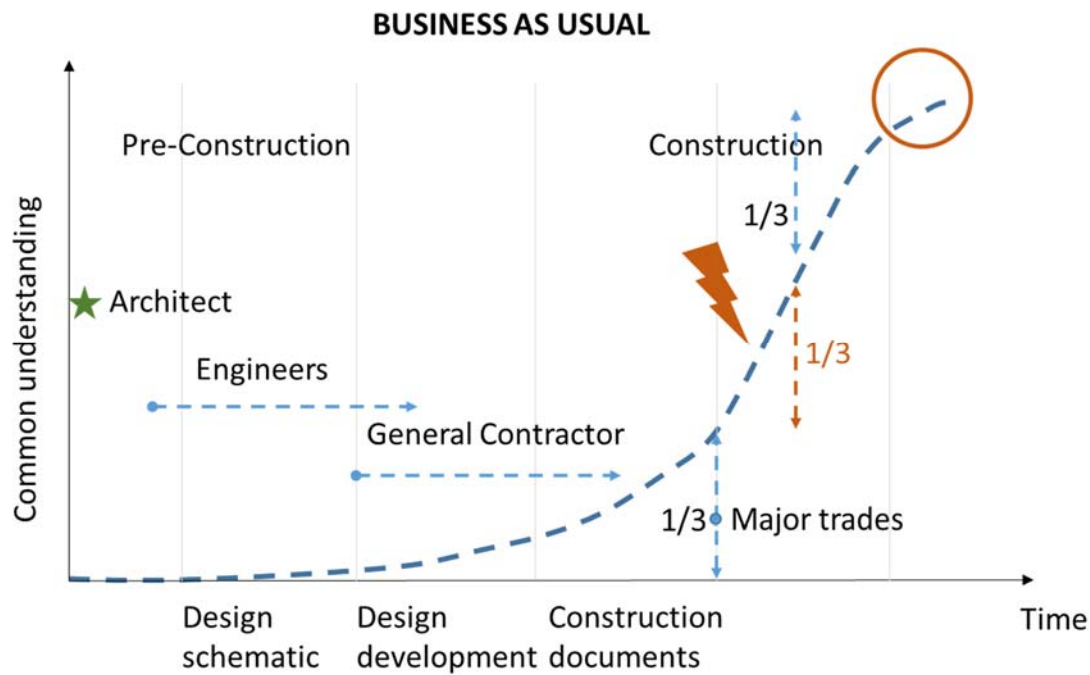 BUSINESS AS USUAL
Common understanding
Pre-Construction
Construction
1/3
Architect
1/3
Engineers
General Contractor
1/3
Major trades
Design
schematic
Design
development
Construction
documents
Time